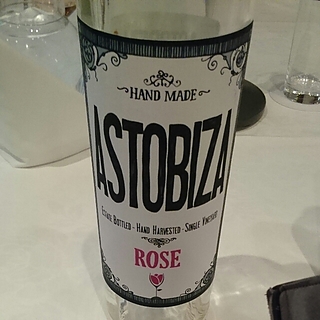 HAND MADE
ASTOBIZA
ESTATE BOTTLED - HAND HARVESTED - SINGLE VINEYARD
ROSE